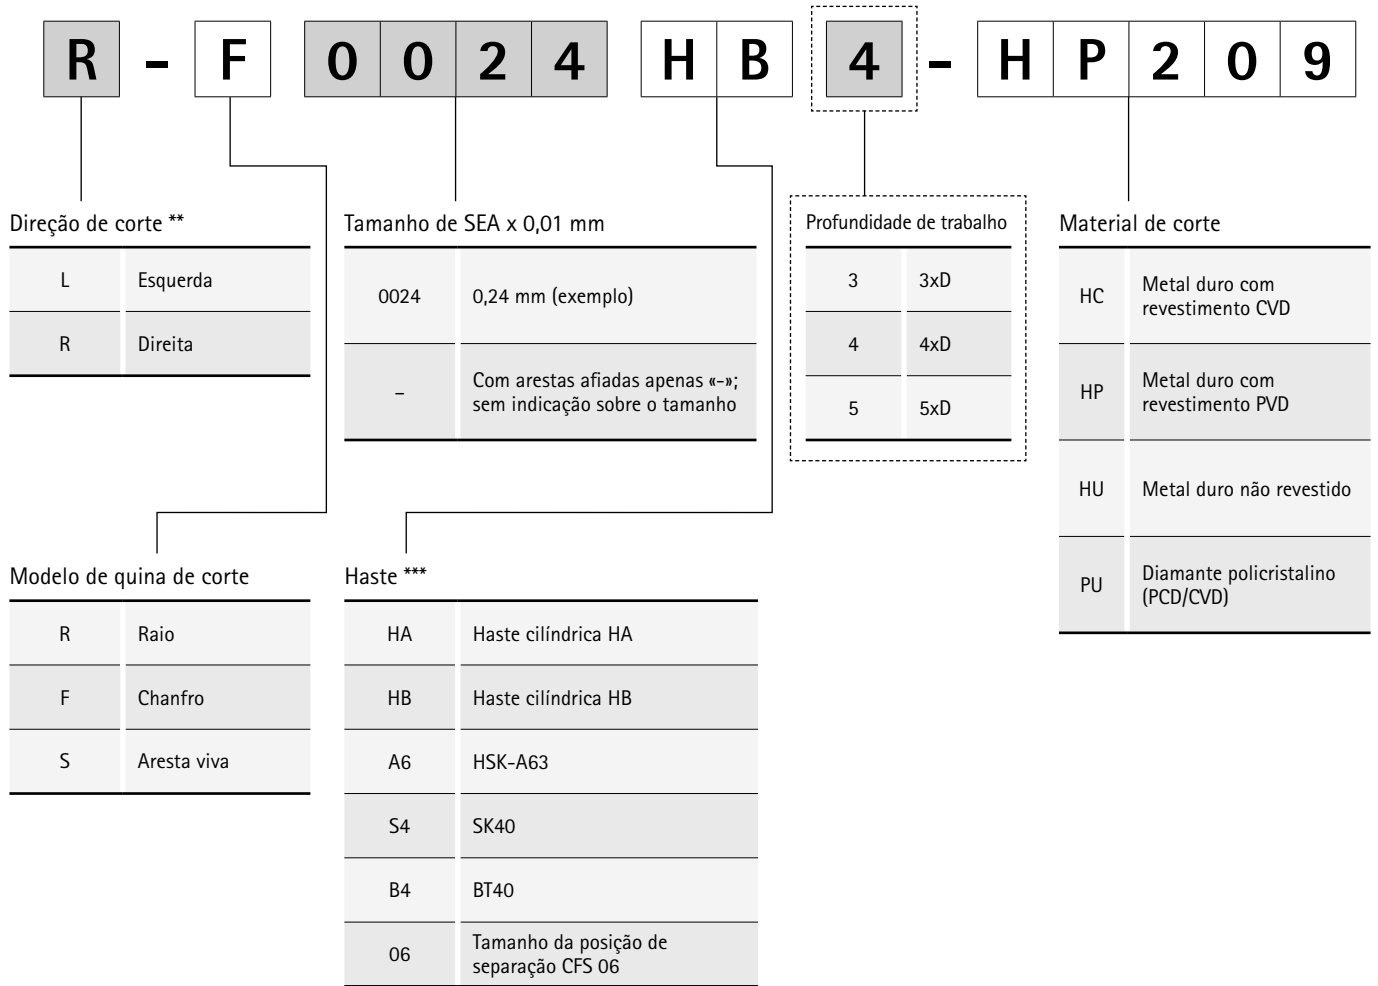 R - F 0 0 2 4 H B 4 - H P 2 0 9
Direção de corte **
L Esquerda
R Direita
Tamanho de SEA x 0,01 mm
0024 0,24 mm (exemplo)
– Com arestas afiadas apenas «-»;
sem indicação sobre o tamanho
Profundidade de trabalho
3 3xD
4 4xD
5 5xD
Material de corte
HC Metal duro com
revestimento CVD
HP Metal duro com
revestimento PVD
HU Metal duro não revestido
PU Diamante policristalino
(PCD/CVD)
Modelo de quina de corte
R Raio
F Chanfro
S Aresta viva
Haste ***
HA Haste cilíndrica HA
HB Haste cilíndrica HB
A6 HSK-A63
S4 SK40
B4 BT40
06 Tamanho da posição de
separação CFS 06